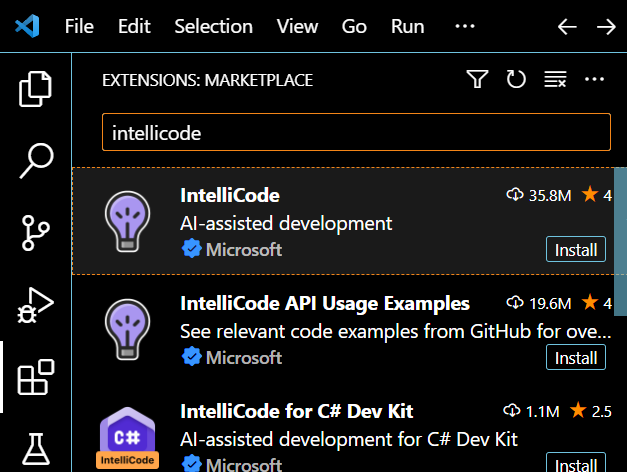 File Edit Selection View Go Run ...
EXTENSIONS: MARKETPLACE
intellicode
IntelliCode 35.8M ★ 4
AI-assisted development
Microsoft Install
IntelliCode API Usage Examples 19.6M ★ 4
See relevant code examples from GitHub for ove...
Microsoft Install
IntelliCode for C# Dev Kit 1.1M ★ 2.5
C# AI-assisted development for C# Dev Kit
IntelliCode Microsoft Install